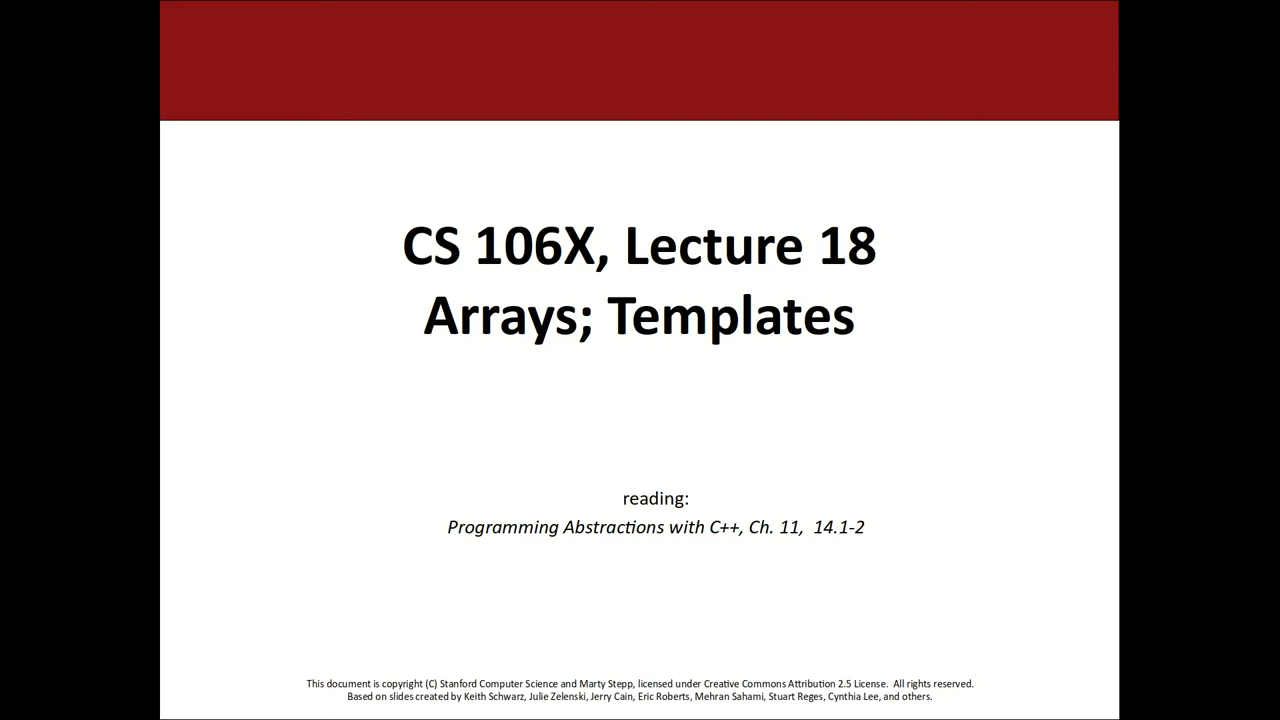 CS 106X, Lecture 18
Arrays; Templates
reading:
Programming Abstractions with C++, Ch. 11,  14.1-2
This document is copyright (C) Stanford Computer Science and Marty Stepp, licensed under Creative Commons Attribution 2.5 License.  All rights reserved.
Based on slides created by Keith Schwarz, Julie Zelenski, Jerry Cain, Eric Roberts, Mehran Sahami, Stuart Reges, Cynthia Lee, and others.